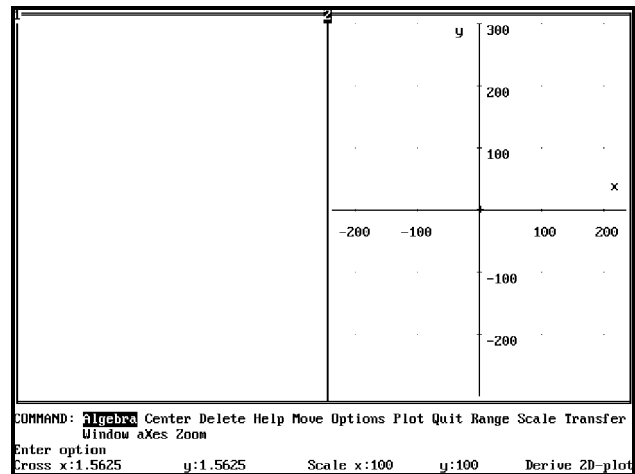 1 2
y 300
200
100
x
-200 -100 100 200
-100
-200
COMMAND: Algebra Center Delete Help Move Options Plot Quit Range Scale Transfer
Window aXes Zoom
Enter option
Cross x:1.5625 y:1.5625 Scale x:100 y:100 Derive 2D-plot